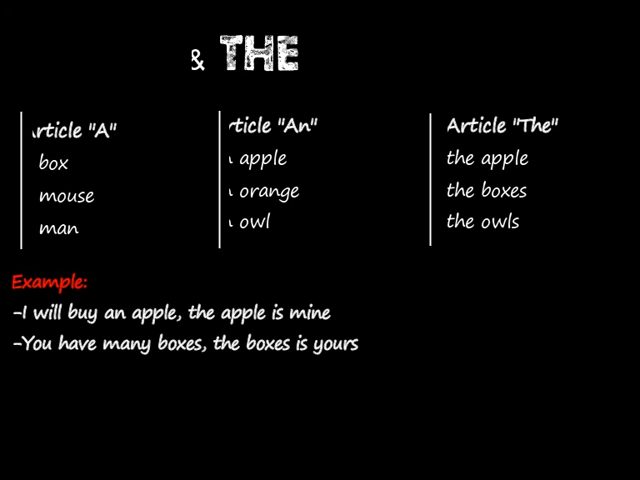 & THE
rticle "A"
box
mouse
man
rticle "An"
apple
orange
owl
Article "The"
the apple
the boxes
the owls
Example:
-I will buy an apple, the apple is mine
-You have many boxes, the boxes is yours